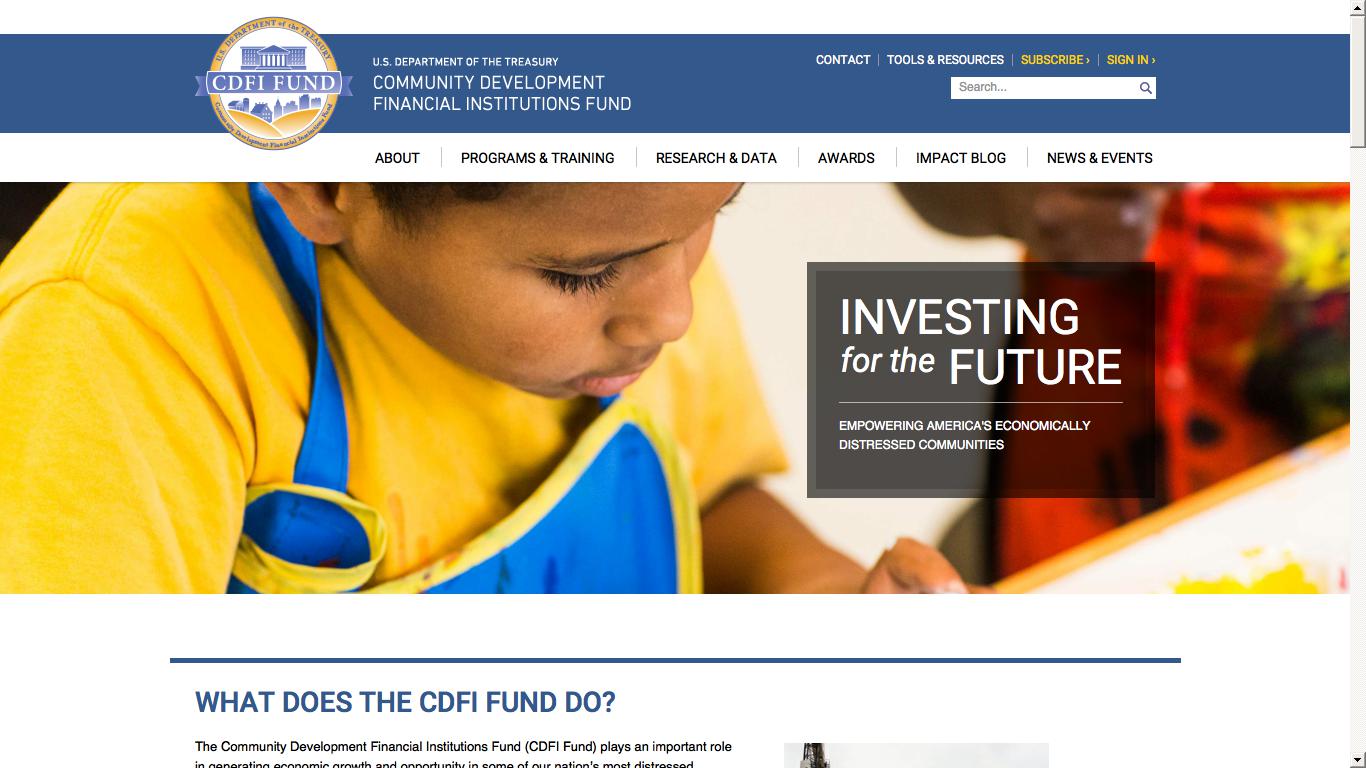 U.S. DEPARTMENT of the TREASURY
CDFI FUND
Community Development Financial Institutions Fund
U.S. DEPARTMENT OF THE TREASURY
COMMUNITY DEVELOPMENT
FINANCIAL INSTITUTIONS FUND
CONTACT
TOOLS & RESOURCES
SUBSCRIBE ›
SIGN IN ›
Search...
ABOUT
PROGRAMS & TRAINING
RESEARCH & DATA
AWARDS
IMPACT BLOG
NEWS & EVENTS
INVESTING
for the FUTURE
EMPOWERING AMERICA'S ECONOMICALLY
DISTRESSED COMMUNITIES
WHAT DOES THE CDFI FUND DO?
The Community Development Financial Institutions Fund (CDFI Fund) plays an important role
in generating economic growth and opportunity in some of our nation's most distressed